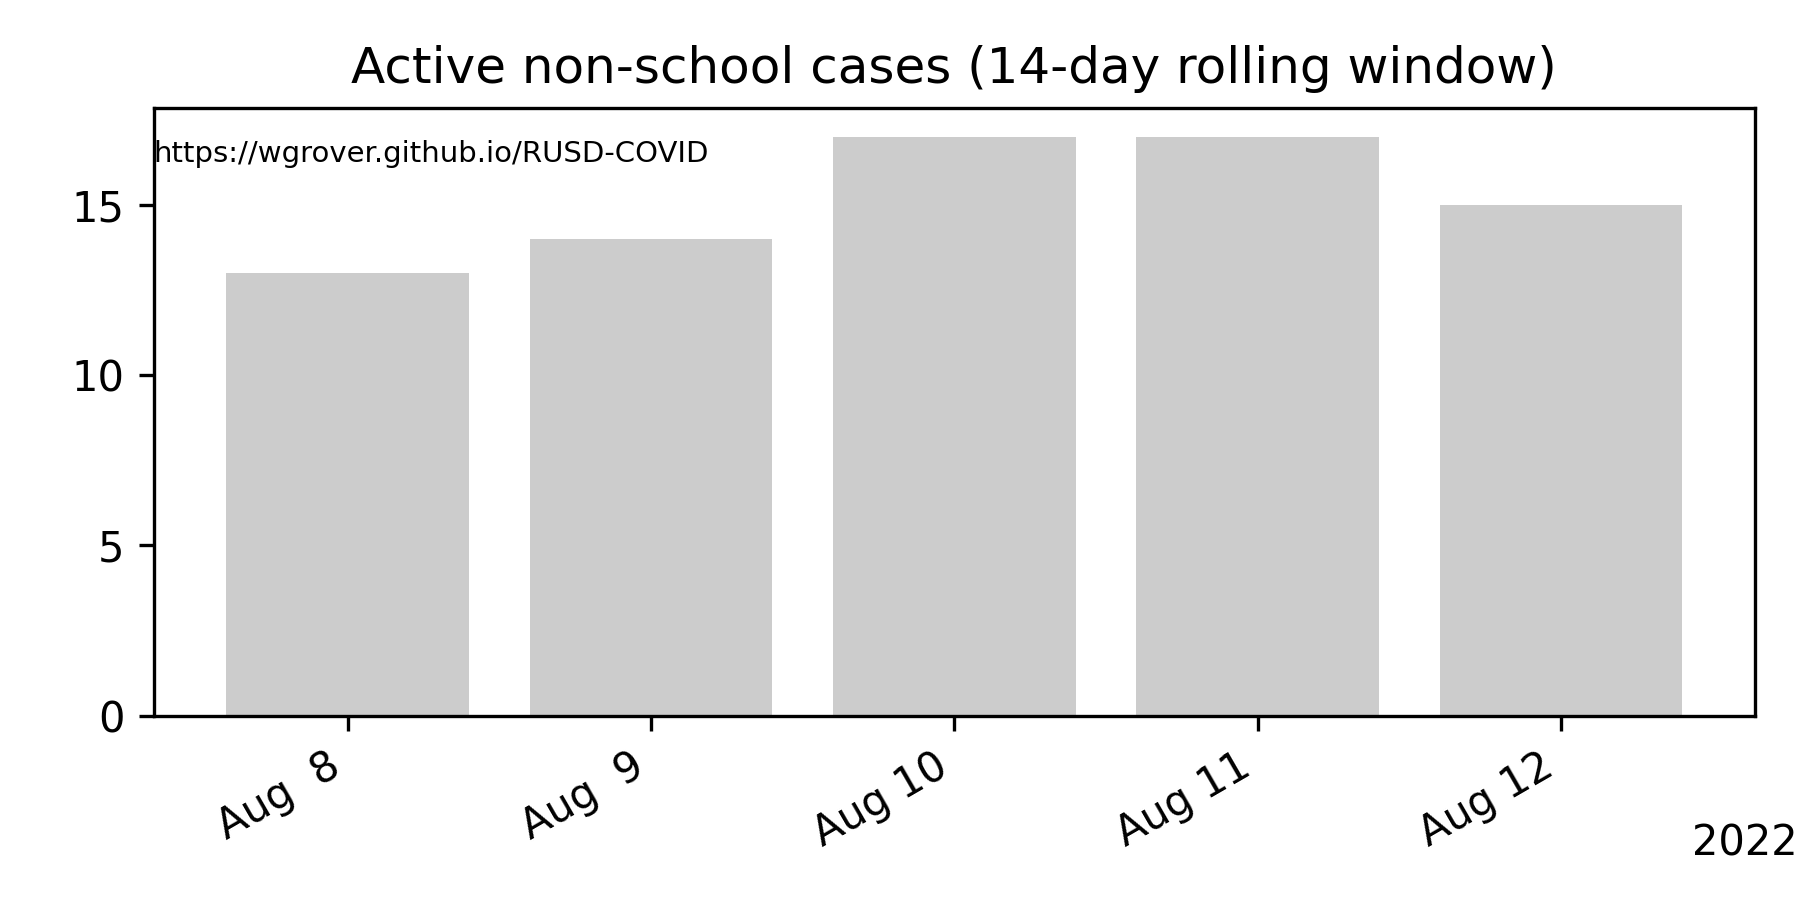 Active non-school cases (14-day rolling window)
https://wgrover.github.io/RUSD-COVID
15
10
5
0
Aug 8
Aug 9
Aug 10
Aug 11
Aug 12
2022